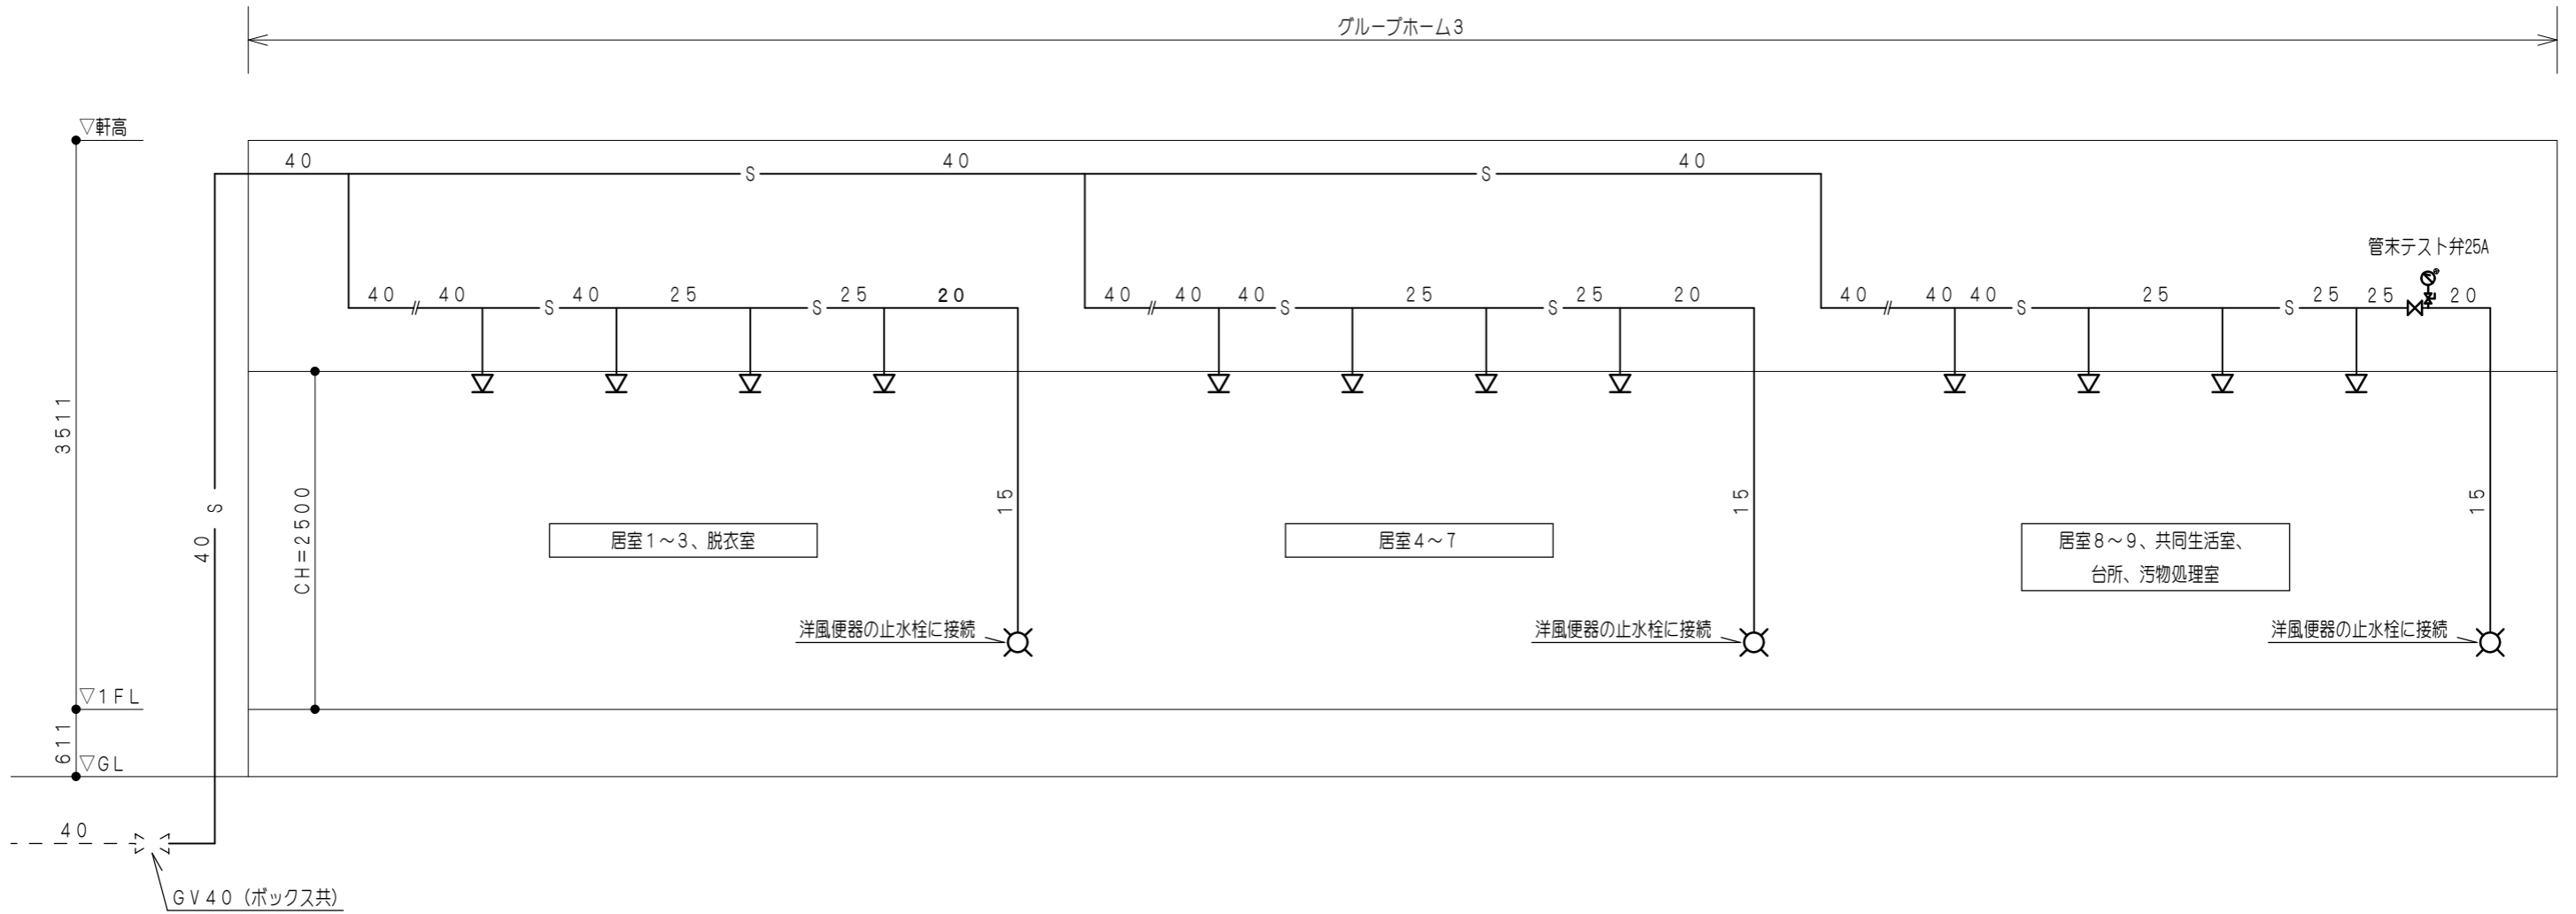 グループホーム3
▽軒高
40
S
40
S
40
管末テスト弁25A
40
40
S
40
25
S
25
20
40
40
40
S
25
S
25
20
40
40
40
S
25
S
25
25
20
3511
CH=2500
40 S
15
15
15
居室1～3、脱衣室
居室4～7
居室8～9、共同生活室、
台所、汚物処理室
洋風便器の止水栓に接続
洋風便器の止水栓に接続
洋風便器の止水栓に接続
▽1FL
611
▽GL
40
GV40(ボックス共)